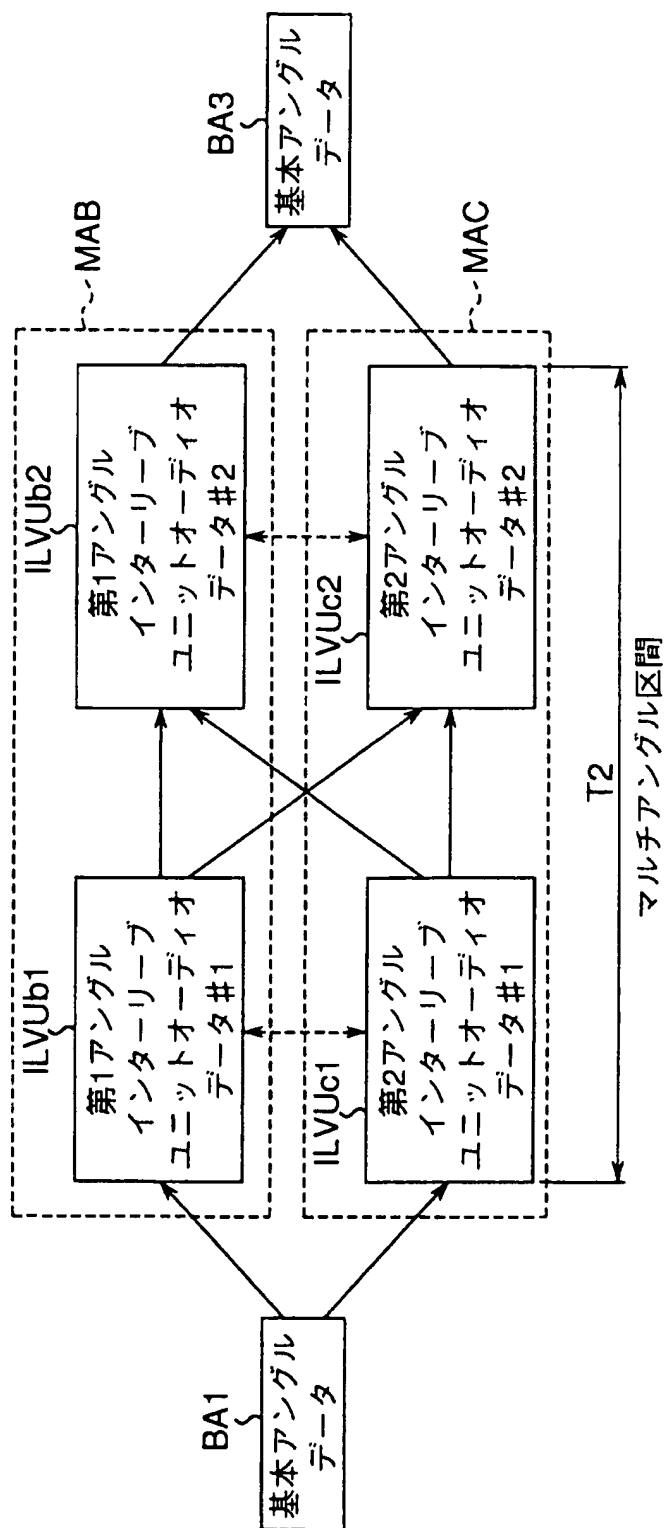 BA1
基本アングル
データ
MAB
ILVUb1
第1アングル
インターリーブ
ユニットオーディオ
データ#1
ILVUb2
第1アングル
インターリーブ
ユニットオーディオ
データ#2
BA3
基本アングル
データ
MAC
ILVUc1
第2アングル
インターリーブ
ユニットオーディオ
データ#1
ILVUc2
第2アングル
インターリーブ
ユニットオーディオ
データ#2
T2
マルチアングル区間